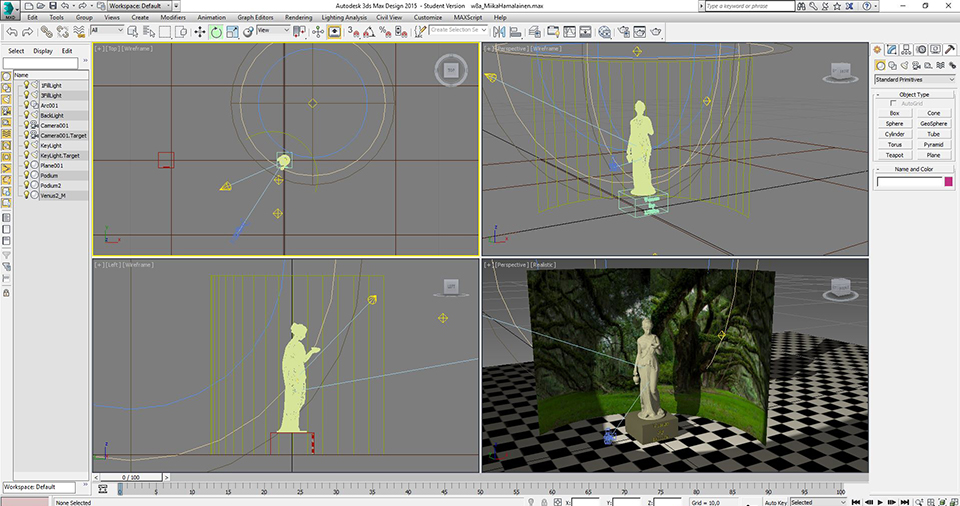 Workspace: Default
Autodesk 3ds Max Design 2015 - Student Version w8a_MiikaHamalainen.max
Type a keyword or phrase
MXD
Edit Tools Group Views Create Modifiers Animation Graph Editors Rendering Lighting Analysis Civil View Customize MAXScript Help
All
View
Create Selection Se
Select Display Edit
Name
3FillLight
3FillLight
Arc001
BackLight
Camera001
Camera001.Target
KeyLight
KeyLight.Target
Plane001
Podium
Podium2
Venus2_M
[+] [Top] [WireFrame]
TOP
[+] [Perspective] [WireFrame]
[+] [Left] [WireFrame]
LEFT
[+] [Perspective] [Realistic]
Standard Primitives
Object Type
AutoGrid
Box Cone
Sphere GeoSphere
Cylinder Tube
Torus Pyramid
Teapot Plane
Name and Color
0 / 100
Workspace: Default
0 5 10 15 20 25 30 35 40 45 50 55 60 65 70 75 80 85 90 95 100
None Selected
X:
Y:
Z:
Grid = 10,0
Auto Key
Selected